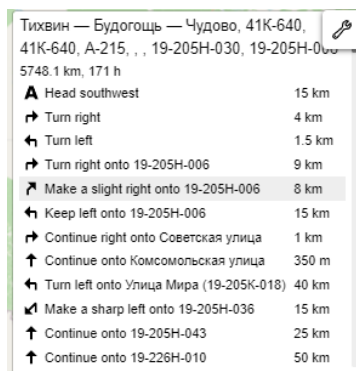 Тихвин — Будогощь — Чудово, 41К-640,
41К-640, А-215, , , 19-205Н-030, 19-205Н-006
5748.1 km, 171 h
Head southwest 15 km
Turn right 4 km
Turn left 1.5 km
Turn right onto 19-205Н-006 9 km
Make a slight right onto 19-205Н-006 8 km
Keep left onto 19-205Н-006 15 km
Continue right onto Советская улица 1 km
Continue onto Комсомольская улица 350 m
Turn left onto Улица Мира (19-205К-018) 40 km
Make a sharp left onto 19-205Н-036 15 km
Continue onto 19-205Н-043 25 km
Continue onto 19-226Н-010 50 km